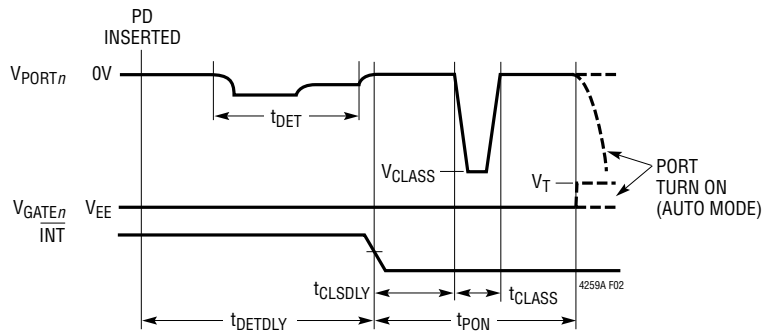 PD
INSERTED
VPORTn 0V
tDET
VCLASS
VT
PORT
TURN ON
(AUTO MODE)
VGATEn VEE
INT
tCLSDLY
tCLASS
4259A F02
tDETDLY
tPON